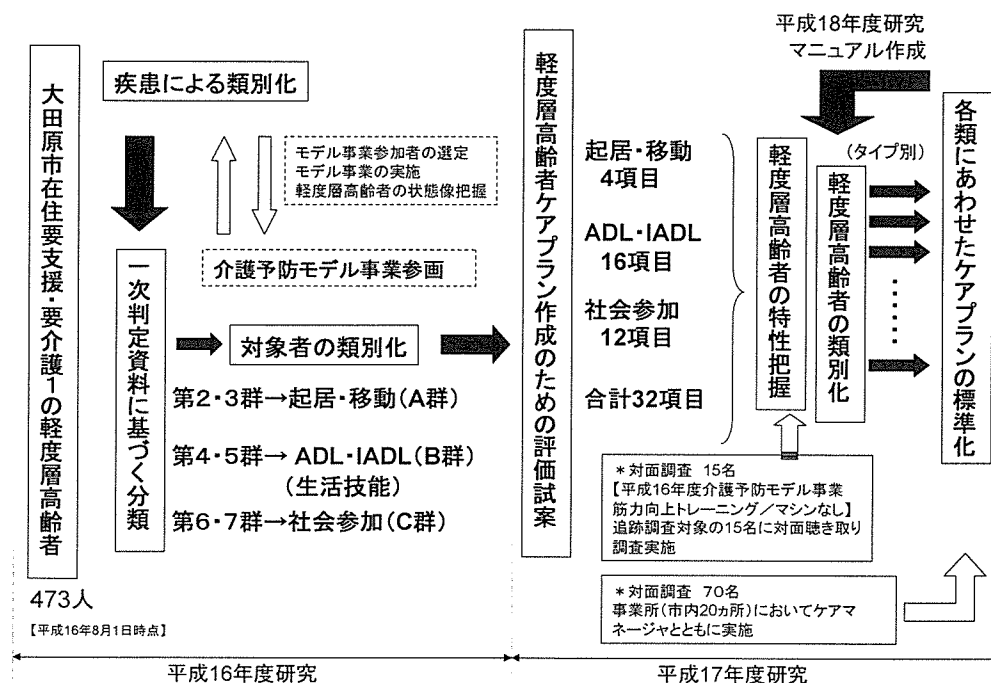 大田原市在住要支援・要介護1の軽度層高齢者
473人
【平成16年8月1日時点】
疾患による類別化
モデル事業参加者の選定
モデル事業の実施
軽度層高齢者の状態像把握
介護予防モデル事業参画
一次判定資料に基づく分類
対象者の類別化
第2・3群→起居・移動(A群)
第4・5群→ ADL・IADL(B群)
(生活技能)
第6・7群→社会参加(C群)
平成16年度研究
軽度層高齢者ケアプラン作成のための評価試案
起居・移動
4項目
ADL・IADL
16項目
社会参加
12項目
合計32項目
軽度層高齢者の特性把握
平成18年度研究
マニュアル作成
(タイプ別)
軽度層高齢者の類別化
各類にあわせたケアプランの標準化
*対面調査 15名
【平成16年度介護予防モデル事業
筋力向上トレーニング/マシンなし】
追跡調査対象の15名に対面聴き取り
調査実施
*対面調査 70名
事業所(市内20ヵ所)においてケアマ
ネージャとともに実施
平成17年度研究